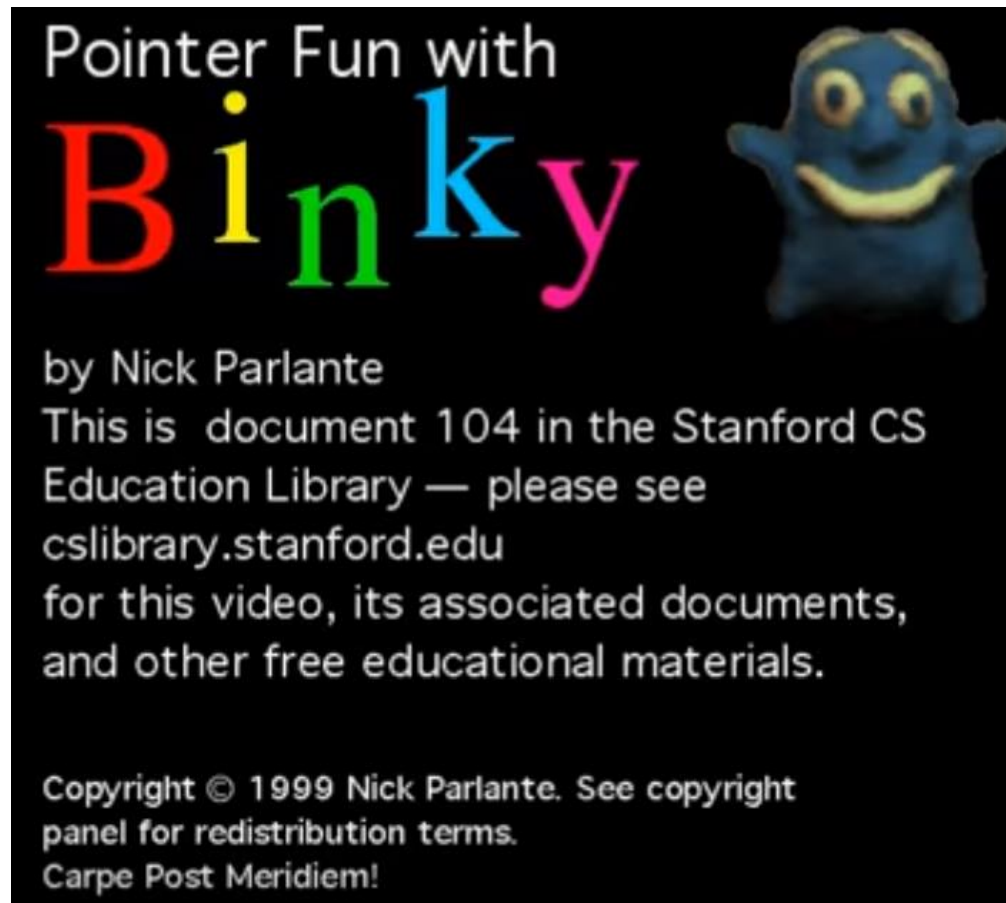 Pointer Fun with
Binky
by Nick Parlante
This is  document 104 in the Stanford CS
Education Library — please see
cslibrary.stanford.edu
for this video, its associated documents,
and other free educational materials.
Copyright © 1999 Nick Parlante. See copyright
panel for redistribution terms.
Carpe Post Meridiem!